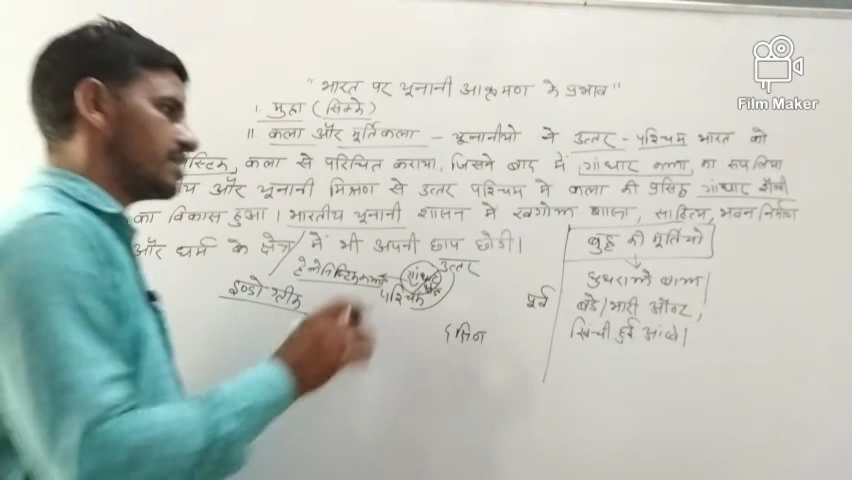 "भारत पर यूनानी आक्रमण के प्रभाव"
I. मुद्रा (सिक्के)
II. कला और मूर्तिकला – यूनानीयो ने उत्तर - पश्चिम भारत को
स्टिक कला से परिचित कराया, जिसने बाद में गांधार कला का रूप लिया
और यूनानी मिश्रण से उत्तर पश्चिम में कला की प्रसिद्ध गांधार शैली
का विकास हुआ। भारतीय यूनानी शासन में खगोल शास्त्र, साहित्य, भवन निर्माण
और धर्म के क्षेत्र में भी अपनी छाप छोड़ी।
बुद्ध की मूर्तियो
घुघराले बाल
बडे/भारी
खिंची हुई आंखे।
हेलेनिस्टिक कला
गांधार
उत्तर
पश्चिम
पूर्व
इण्डो ग्रीक
Film Maker